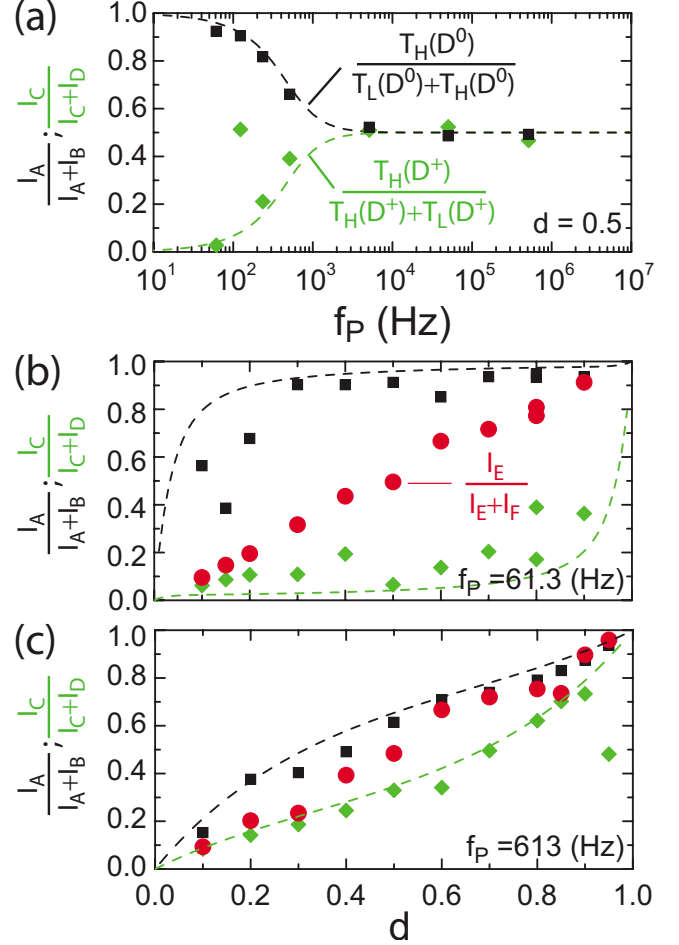 (a)
I_A/(I_A+I_B); I_C/(I_C+I_D)
1.0
0.8
0.6
0.4
0.2
0.0
T_H(D^0)/(T_L(D^0)+T_H(D^0))
T_H(D^+)/(T_H(D^+)+T_L(D^+))
d = 0.5
10^1 10^2 10^3 10^4 10^5 10^6 10^7
f_P (Hz)
(b)
I_A/(I_A+I_B); I_C/(I_C+I_D)
1.0
0.8
0.6
0.4
0.2
0.0
I_E/(I_E+I_F)
f_P =61.3 (Hz)
(c)
I_A/(I_A+I_B); I_C/(I_C+I_D)
1.0
0.8
0.6
0.4
0.2
0.0
f_P =613 (Hz)
0.0 0.2 0.4 0.6 0.8 1.0
d